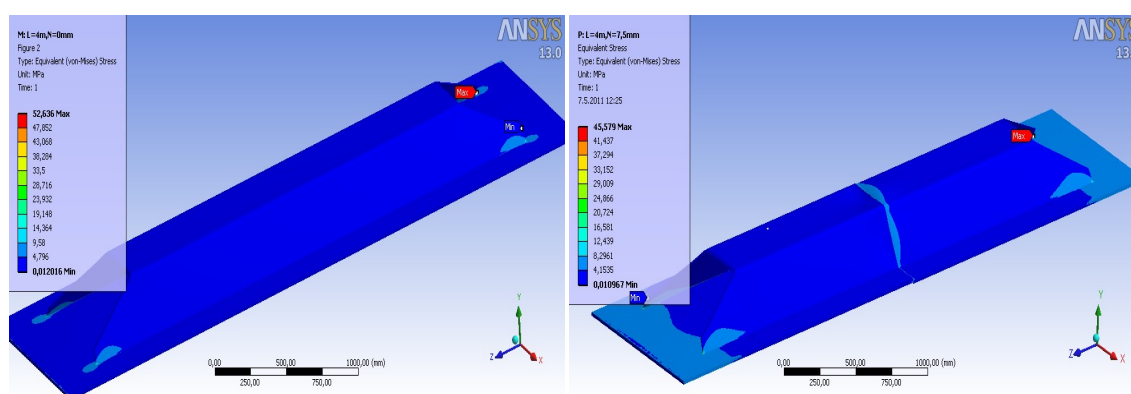 M: L=4m,N=0mm
Figure 2
Type: Equivalent (von-Mises) Stress
Unit: MPa
Time: 1
52,636 Max
47,852
43,068
38,284
33,5
28,716
23,932
19,148
14,364
9,58
4,796
0,012016 Min
ANSYS
13.0
Max
Min
Y
Z
X
0,00
500,00
1000,00 (mm)
250,00
750,00
P: L=4m,N=7,5mm
Equivalent Stress
Type: Equivalent (von-Mises) Stress
Unit: MPa
Time: 1
7.5.2011 12:25
45,579 Max
41,437
37,294
33,152
29,009
24,866
20,724
16,581
12,439
8,2961
4,1535
0,010967 Min
ANSYS
13.0
Max
Min
Y
Z
X
0,00
500,00
1000,00 (mm)
250,00
750,00